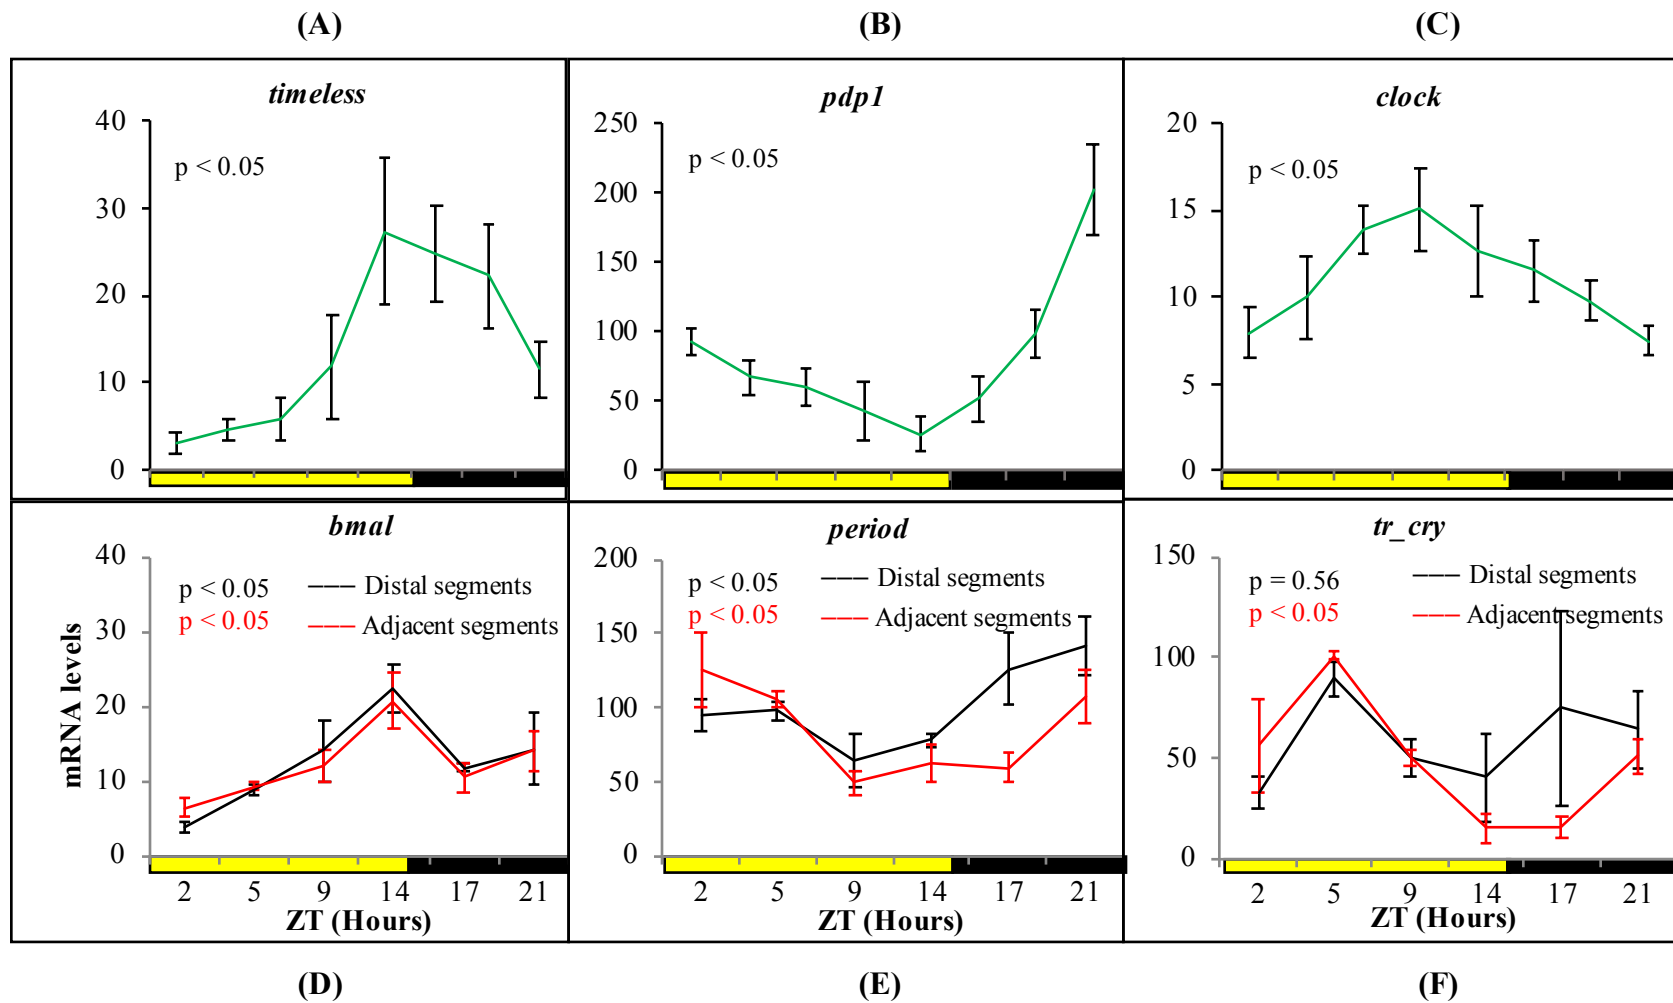 (A) (B) (C)
timeless
40
30
20
10
0
p < 0.05
pdp1
250
200
150
100
50
0
p < 0.05
clock
20
15
10
5
0
p < 0.05
bmal
mRNA levels
40
30
20
10
0
p < 0.05
p < 0.05
Distal segments
Adjacent segments
2 5 9 14 17 21
ZT (Hours)
period
200
150
100
50
0
p < 0.05
p < 0.05
Distal segments
Adjacent segments
2 5 9 14 17 21
ZT (Hours)
tr_cry
150
100
50
0
p = 0.56
p < 0.05
Distal segments
Adjacent segments
2 5 9 14 17 21
ZT (Hours)
(D) (E) (F)